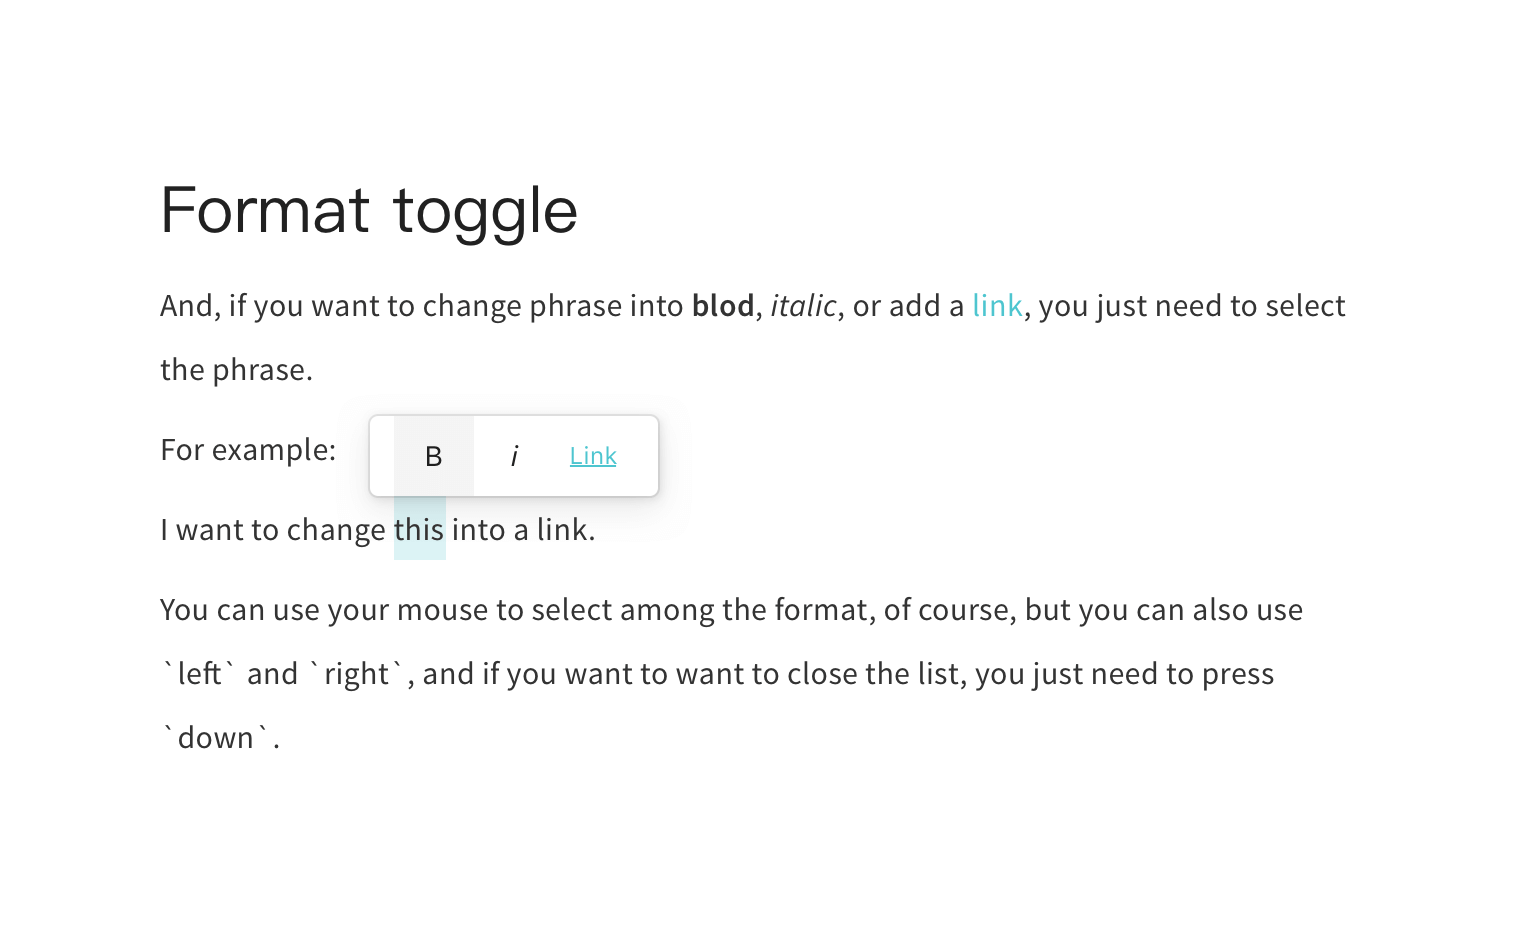 Format toggle
And, if you want to change phrase into blod, italic, or add a link, you just need to select
the phrase.
For example:
B i Link
I want to change this into a link.
You can use your mouse to select among the format, of course, but you can also use
`left` and `right`, and if you want to want to close the list, you just need to press
`down`.